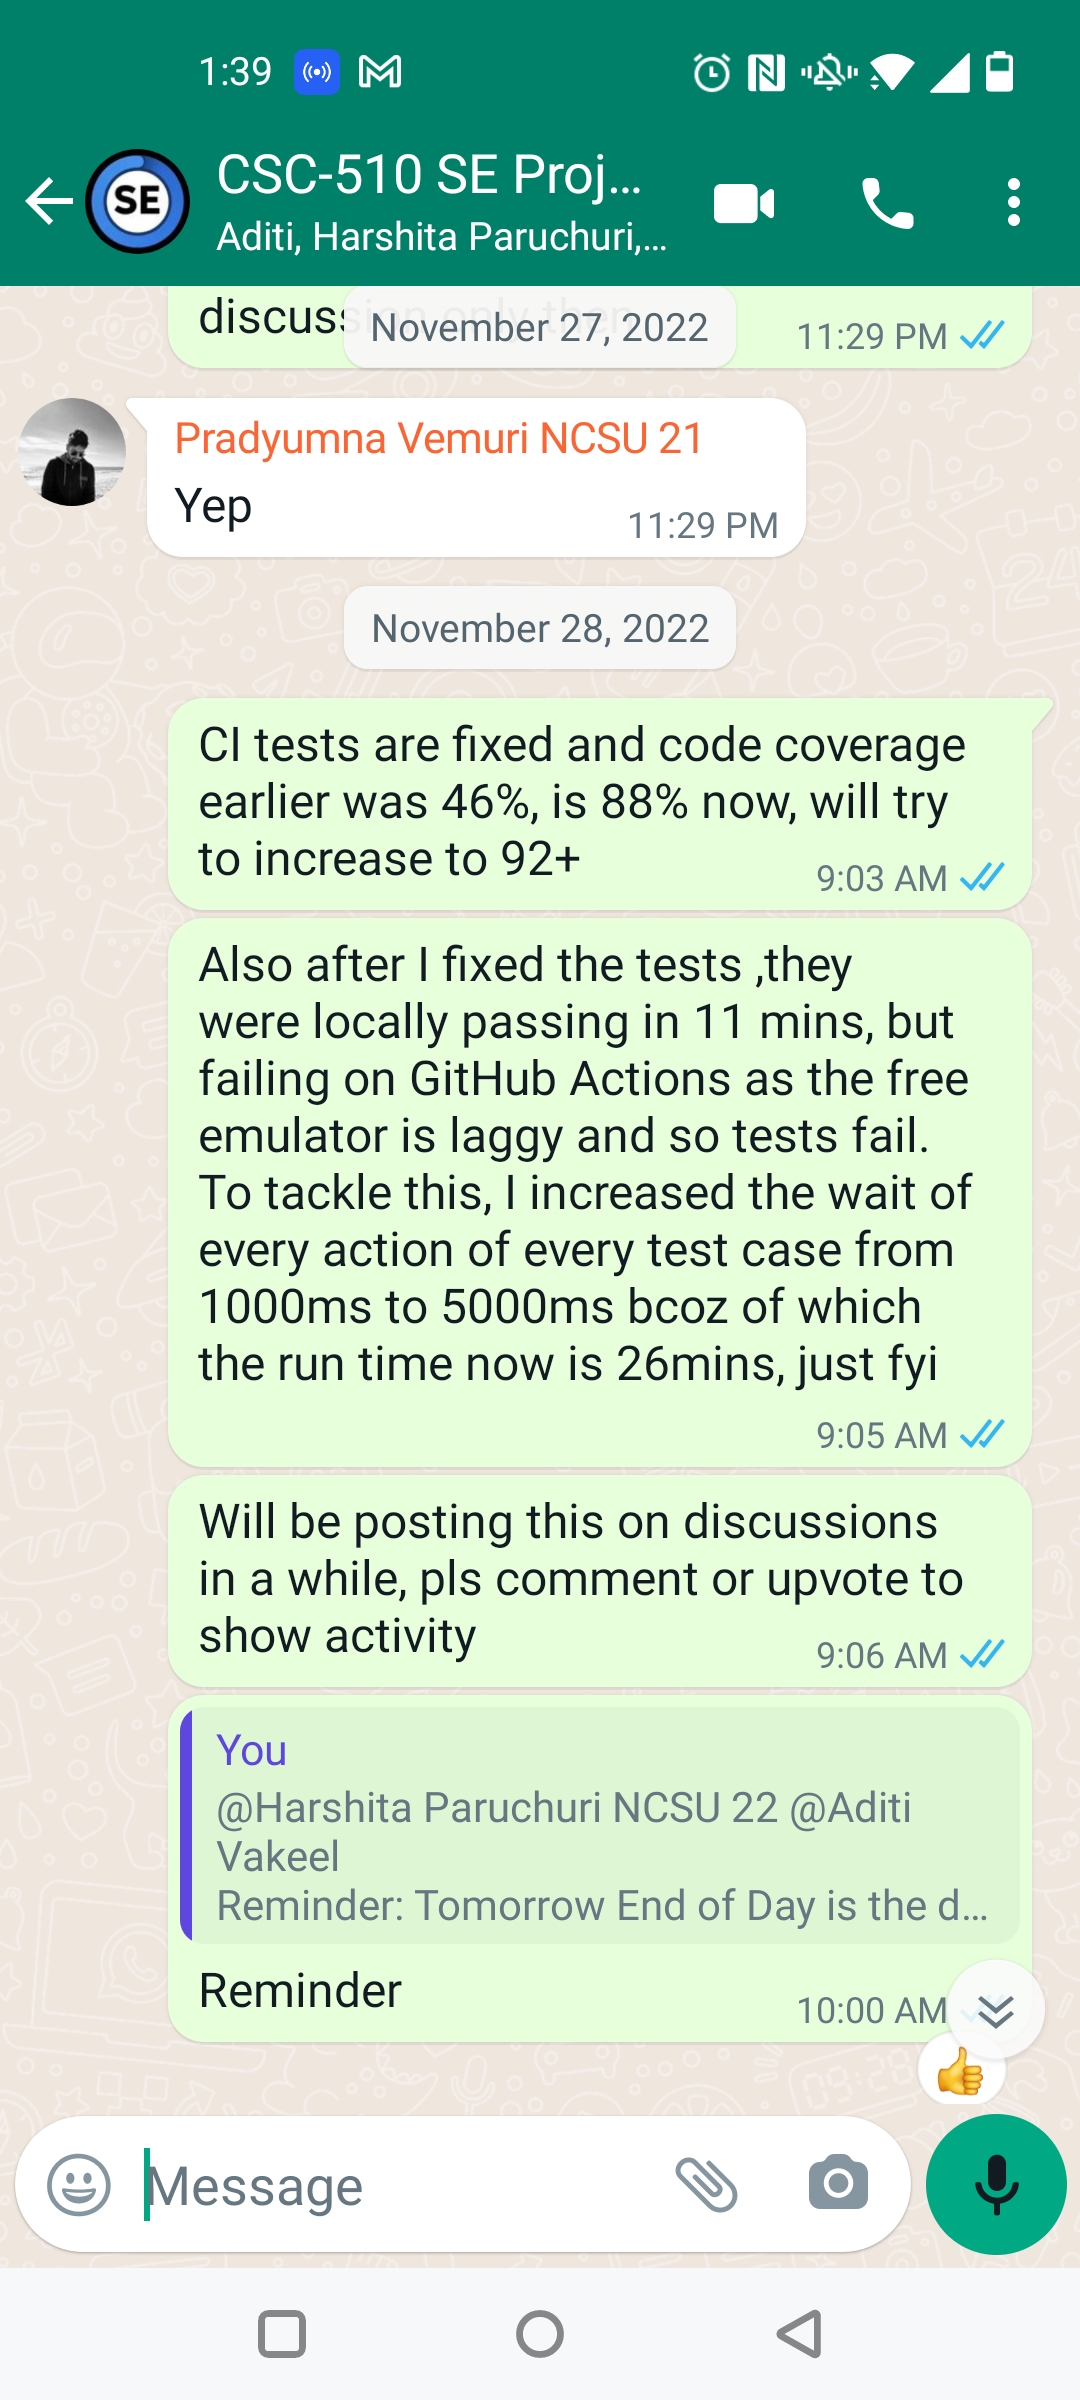 1:39
SE
CSC-510 SE Proj...
Aditi, Harshita Paruchuri,...
discussion only then
November 27, 2022
11:29 PM
Pradyumna Vemuri NCSU 21
Yep
11:29 PM
November 28, 2022
CI tests are fixed and code coverage
earlier was 46%, is 88% now, will try
to increase to 92+
9:03 AM
Also after I fixed the tests ,they
were locally passing in 11 mins, but
failing on GitHub Actions as the free
emulator is laggy and so tests fail.
To tackle this, I increased the wait of
every action of every test case from
1000ms to 5000ms bcoz of which
the run time now is 26mins, just fyi
9:05 AM
Will be posting this on discussions
in a while, pls comment or upvote to
show activity
9:06 AM
You
@Harshita Paruchuri NCSU 22 @Aditi
Vakeel
Reminder: Tomorrow End of Day is the d...
Reminder
10:00 AM
Message